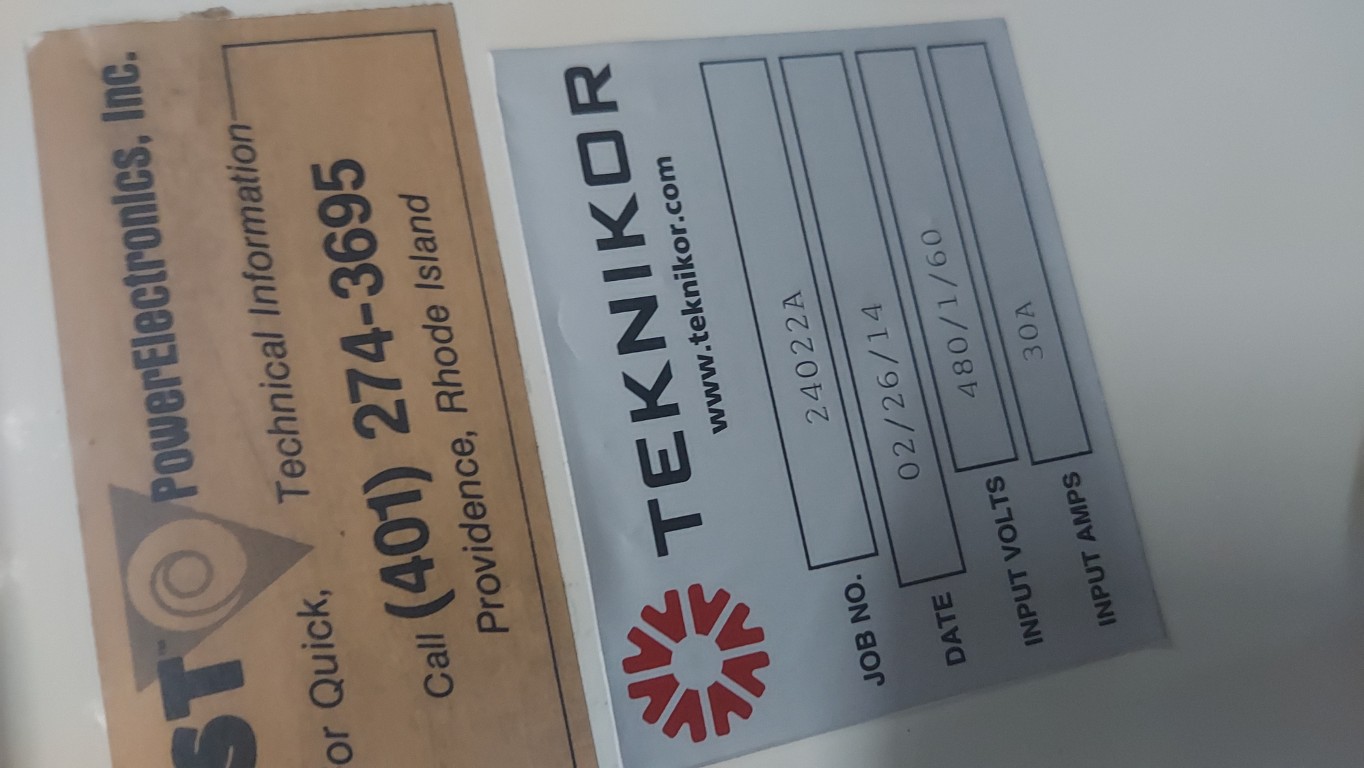 ST™ PowerElectronics, Inc.
or Quick, Technical Information
Call (401) 274-3695
Providence, Rhode Island
TEKNIKOR
www.teknikor.com
JOB NO. 24022A
DATE 02/26/14
INPUT VOLTS 480/1/60
INPUT AMPS 30A